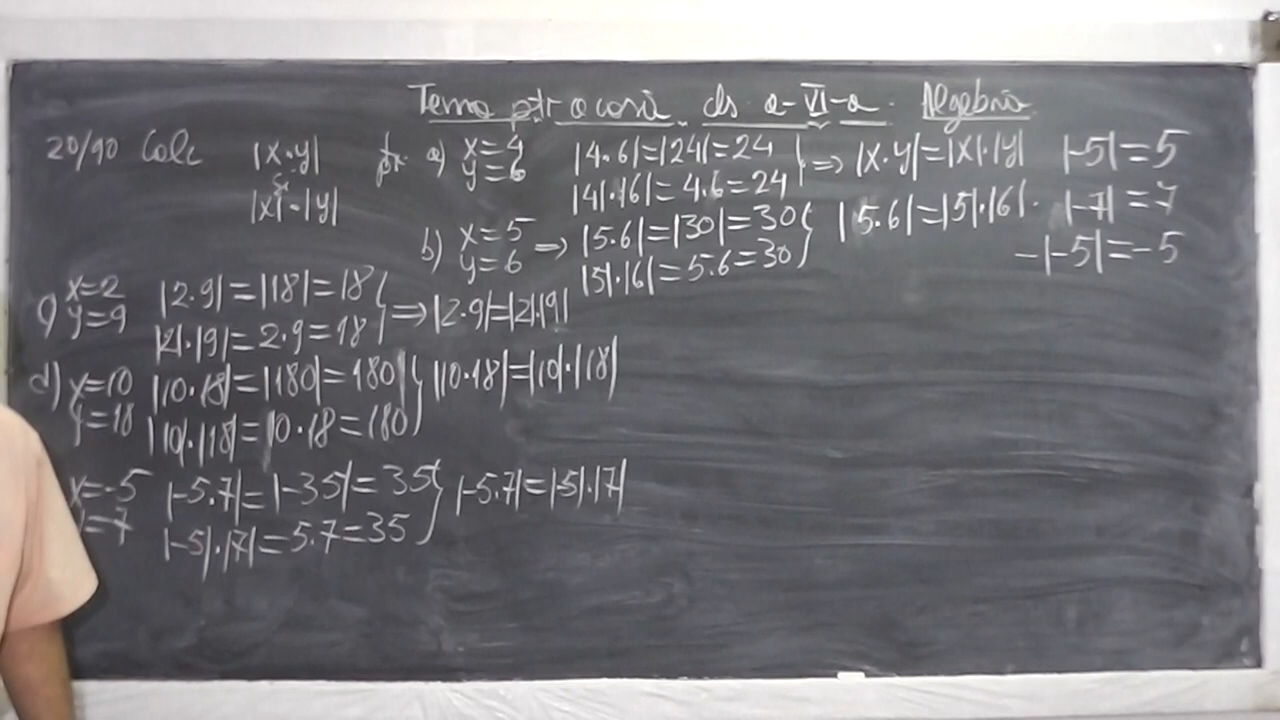 Tema ptr acasă cls a-VI-a. Algebră
20/90 Calc |x·y| ptr. a) x=4 |4·6|=|24|=24 } => |x·y|=|x|·|y| |-5|=5
și y=6 |4|·|6|=4·6=24
|x|·|y| |-7|=7
b) x=5 => |5·6|=|30|=30 } |5·6|=|5|·|6|.
y=6 |5|·|6|=5·6=30
-|-5|=-5
c) x=2 |2·9|=|18|=18 } => |2·9|=|2|·|9|
y=9 |2|·|9|=2·9=18
d) x=10 |10·18|=|180|=180 } |10·18|=|10|·|18|
y=18 |10|·|18|=10·18=180
x=-5 |-5·7|=|-35|=35 } |-5·7|=|-5|·|7|
=7 |-5|·|7|=5·7=35